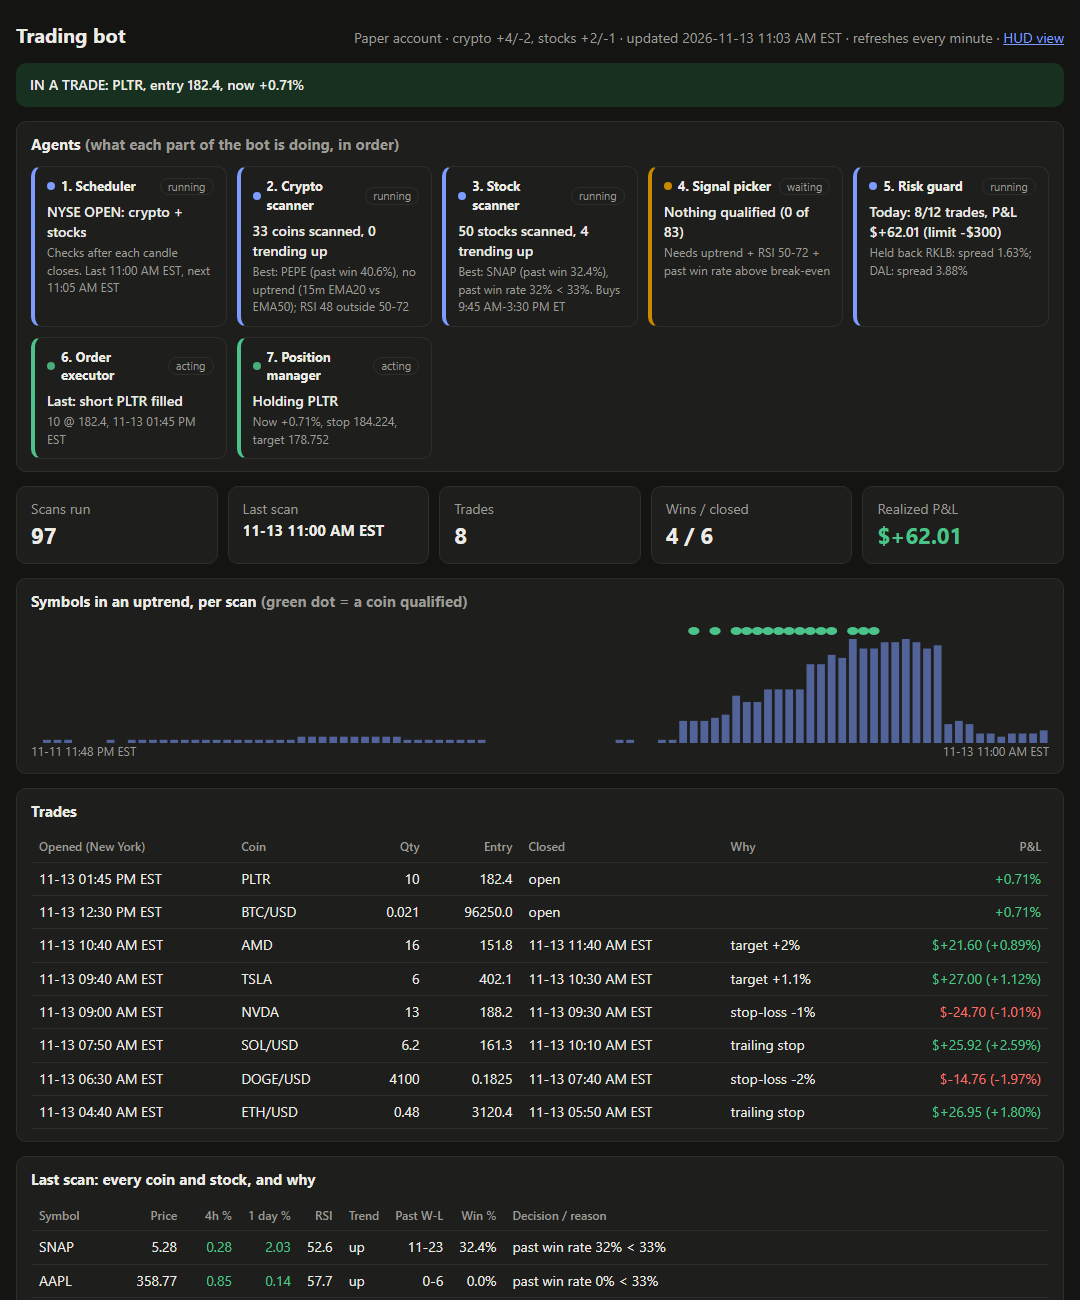 Trading bot
Paper account · crypto +4/-2, stocks +2/-1 · updated 2026-11-13 11:03 AM EST · refreshes every minute · HUD view
IN A TRADE: PLTR, entry 182.4, now +0.71%
Agents (what each part of the bot is doing, in order)
1. Scheduler running
NYSE OPEN: crypto +
stocks
Checks after each candle
closes. Last 11:00 AM EST, next
11:05 AM EST
2. Crypto
scanner running
33 coins scanned, 0
trending up
Best: PEPE (past win 40.6%), no
uptrend (15m EMA20 vs
EMA50); RSI 48 outside 50-72
3. Stock
scanner running
50 stocks scanned, 4
trending up
Best: SNAP (past win 32.4%),
past win rate 32% < 33%. Buys
9:45 AM-3:30 PM ET
4. Signal picker waiting
Nothing qualified (0 of
83)
Needs uptrend + RSI 50-72 +
past win rate above break-even
5. Risk guard running
Today: 8/12 trades, P&L
$+62.01 (limit -$300)
Held back RKLB: spread 1.63%;
DAL: spread 3.88%
6. Order
executor acting
Last: short PLTR filled
10 @ 182.4, 11-13 01:45 PM
EST
7. Position
manager acting
Holding PLTR
Now +0.71%, stop 184.224,
target 178.752
Scans run
97
Last scan
11-13 11:00 AM EST
Trades
8
Wins / closed
4 / 6
Realized P&L
$+62.01
Symbols in an uptrend, per scan (green dot = a coin qualified)
11-11 11:48 PM EST 11-13 11:00 AM EST
Trades
Opened (New York) Coin Qty Entry Closed Why P&L
11-13 01:45 PM EST PLTR 10 182.4 open +0.71%
11-13 12:30 PM EST BTC/USD 0.021 96250.0 open +0.71%
11-13 10:40 AM EST AMD 16 151.8 11-13 11:40 AM EST target +2% $+21.60 (+0.89%)
11-13 09:40 AM EST TSLA 6 402.1 11-13 10:30 AM EST target +1.1% $+27.00 (+1.12%)
11-13 09:00 AM EST NVDA 13 188.2 11-13 09:30 AM EST stop-loss -1% $-24.70 (-1.01%)
11-13 07:50 AM EST SOL/USD 6.2 161.3 11-13 10:10 AM EST trailing stop $+25.92 (+2.59%)
11-13 06:30 AM EST DOGE/USD 4100 0.1825 11-13 07:40 AM EST stop-loss -2% $-14.76 (-1.97%)
11-13 04:40 AM EST ETH/USD 0.48 3120.4 11-13 05:50 AM EST trailing stop $+26.95 (+1.80%)
Last scan: every coin and stock, and why
Symbol Price 4h % 1 day % RSI Trend Past W-L Win % Decision / reason
SNAP 5.28 0.28 2.03 52.6 up 11-23 32.4% past win rate 32% < 33%
AAPL 358.77 0.85 0.14 57.7 up 0-6 0.0% past win rate 0% < 33%